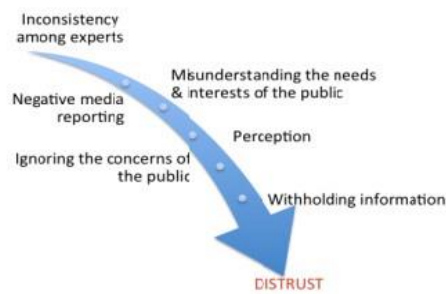 Inconsistency
among experts
Misunderstanding the needs
& interests of the public
Negative media
reporting
Perception
Ignoring the concerns of
the public
Withholding information
DISTRUST